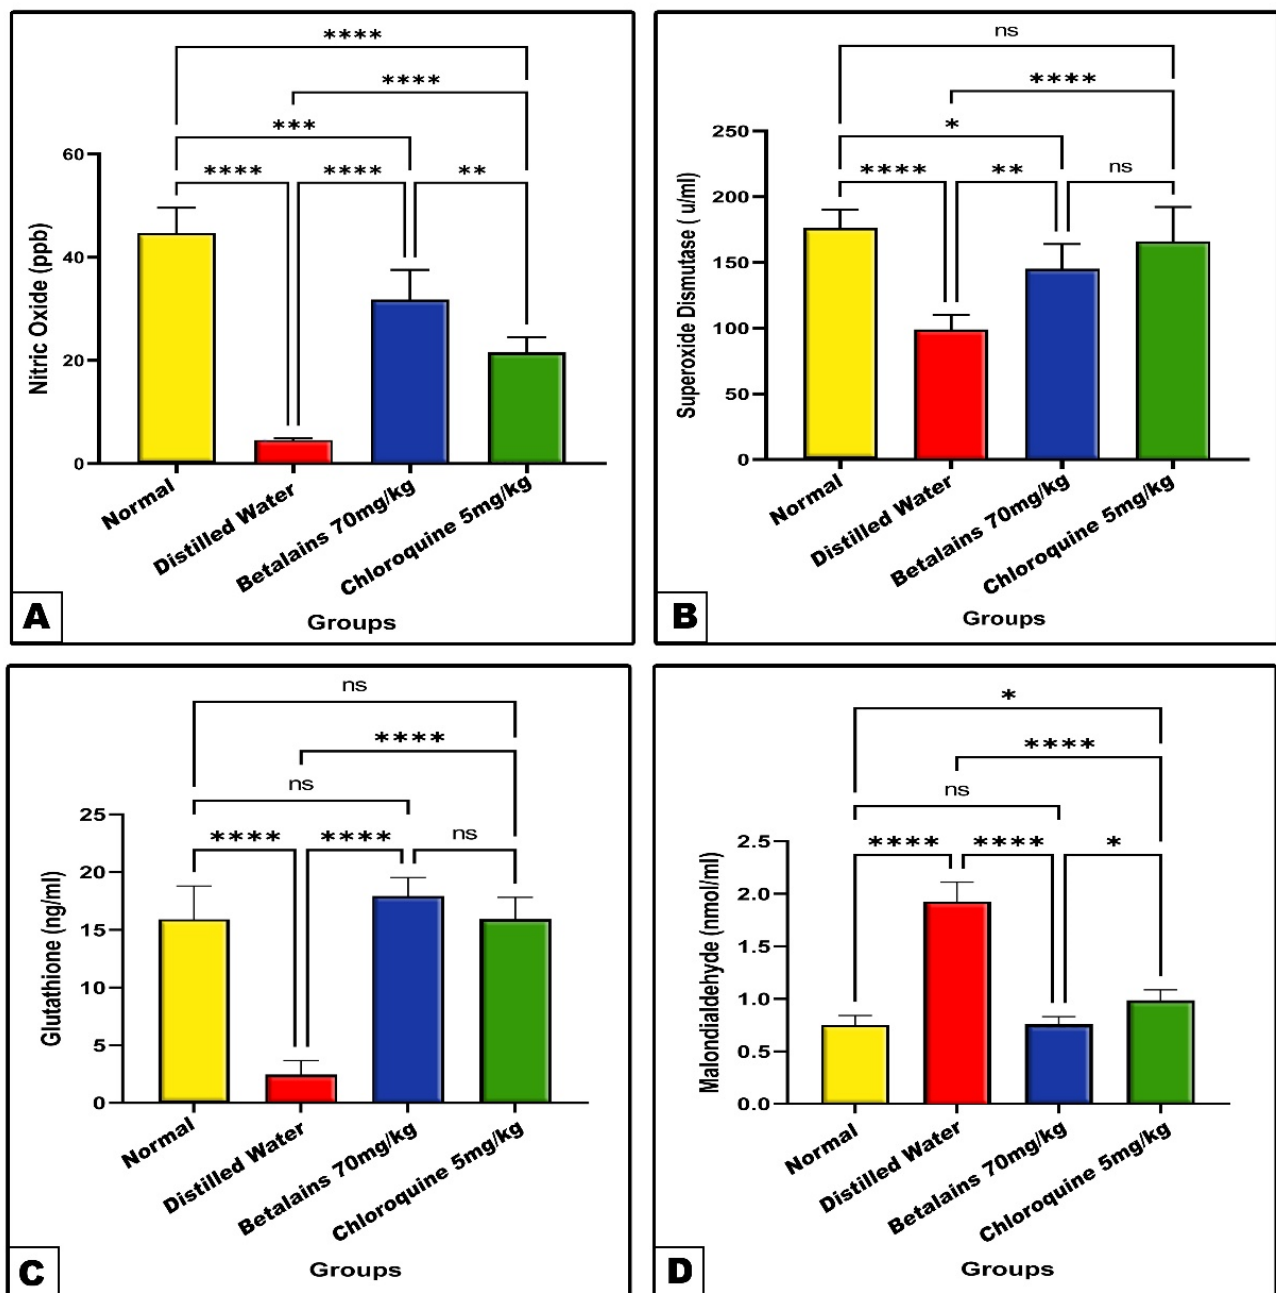 ****
****
***
**** **** **
60
40
20
0
Nitric Oxide (ppb)
Normal
Distilled Water
Betalains 70mg/kg
Chloroquine 5mg/kg
Groups
A
ns
****
*
**** ** ns
250
200
150
100
50
0
Superoxide Dismutase ( u/ml)
Normal
Distilled Water
Betalains 70mg/kg
Chloroquine 5mg/kg
Groups
B
ns
****
ns
**** **** ns
25
20
15
10
5
0
Glutathione (ng/ml)
Normal
Distilled Water
Betalains 70mg/kg
Chloroquine 5mg/kg
Groups
C
*
****
ns
**** **** *
2.5
2.0
1.5
1.0
0.5
0.0
Malondialdehyde (nmol/ml)
Normal
Distilled Water
Betalains 70mg/kg
Chloroquine 5mg/kg
Groups
D